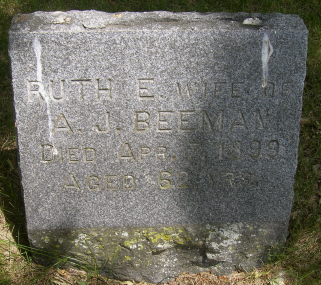 RUTH E. WIFE OF
A. J. BEEMAN
DIED APR. 1899
AGED 62 YRS.